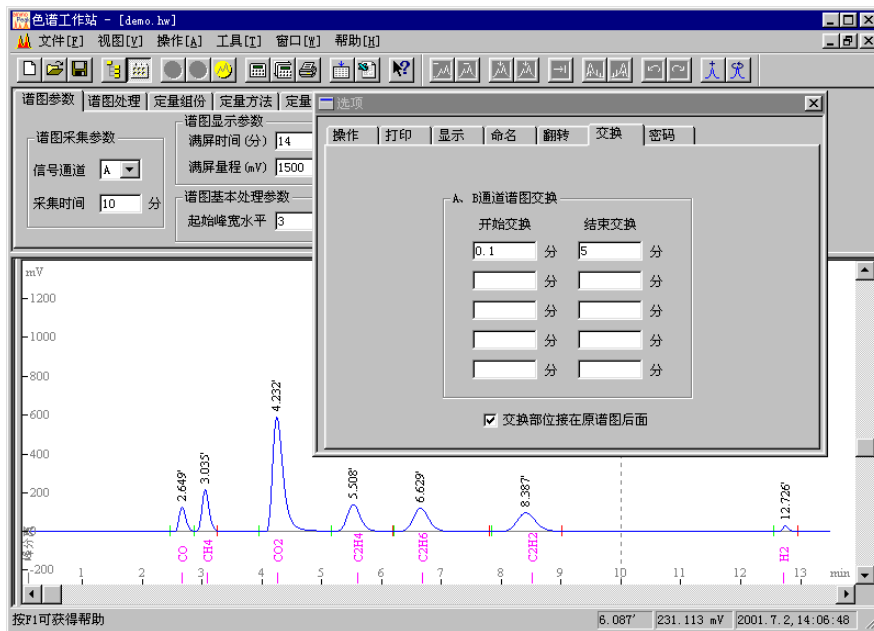 色谱工作站 - [demo.hw]
文件[F] 视图[V] 操作[A] 工具[T] 窗口[W] 帮助[H]
谱图参数 谱图处理 定量组份 定量方法 定量
谱图采集参数
信号通道 A
采集时间 10 分
谱图显示参数
满屏时间(分) 14
满屏量程(mV) 1500
谱图基本处理参数
起始峰宽水平 3
选项
操作 打印 显示 命名 翻转 交换 密码
A、B通道谱图交换
开始交换 结束交换
0.1 分 5 分
分 分
分 分
分 分
分 分
交换部位接在原谱图后面
mV
1200
1000
800
600
400
200
-200
2.649' 3.035' 4.232' 5.508' 6.629' 8.387' 12.726'
CO CH4 CO2 C2H4 C2H6 C2H2 H2
1 2 3 4 5 6 7 8 9 10 11 12 13 min
按F1可获得帮助 6.087' 231.113 mV 2001.7.2,14:06:48